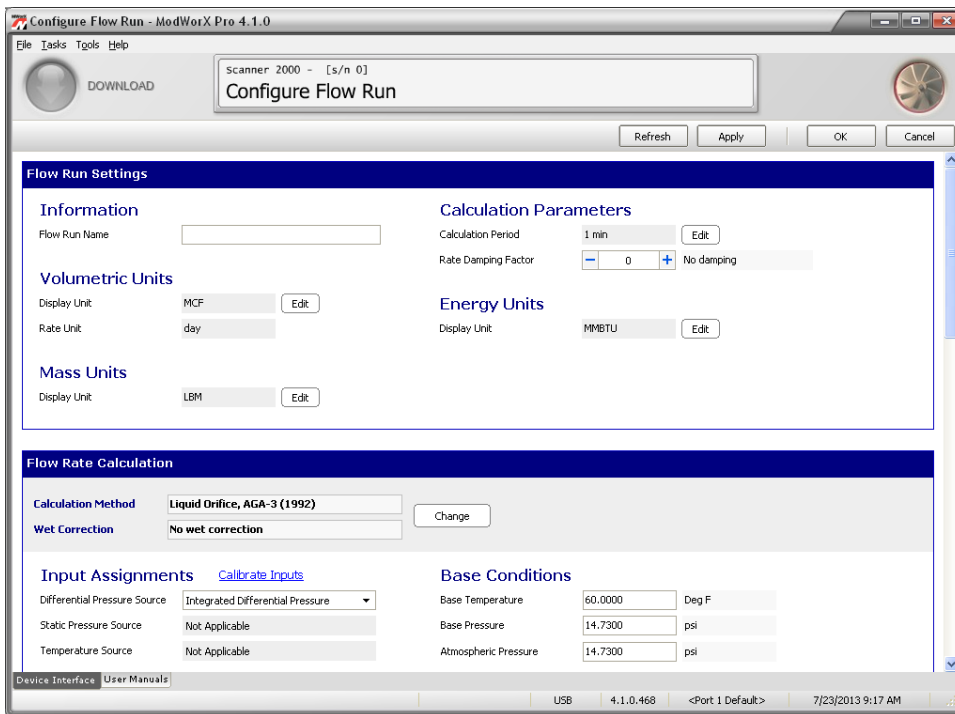 Configure Flow Run - ModWorX Pro 4.1.0
File Tasks Tools Help
DOWNLOAD
Scanner 2000 - [s/n 0]
Configure Flow Run
Refresh Apply OK Cancel
Flow Run Settings
Information
Flow Run Name
Volumetric Units
Display Unit MCF Edit
Rate Unit day
Mass Units
Display Unit LBM Edit
Calculation Parameters
Calculation Period 1 min Edit
Rate Damping Factor − 0 + No damping
Energy Units
Display Unit MMBTU Edit
Flow Rate Calculation
Calculation Method Liquid Orifice, AGA-3 (1992)
Wet Correction No wet correction
Change
Input Assignments Calibrate Inputs
Differential Pressure Source Integrated Differential Pressure
Static Pressure Source Not Applicable
Temperature Source Not Applicable
Base Conditions
Base Temperature 60.0000 Deg F
Base Pressure 14.7300 psi
Atmospheric Pressure 14.7300 psi
Device Interface User Manuals
USB 4.1.0.468 <Port 1 Default> 7/23/2013 9:17 AM